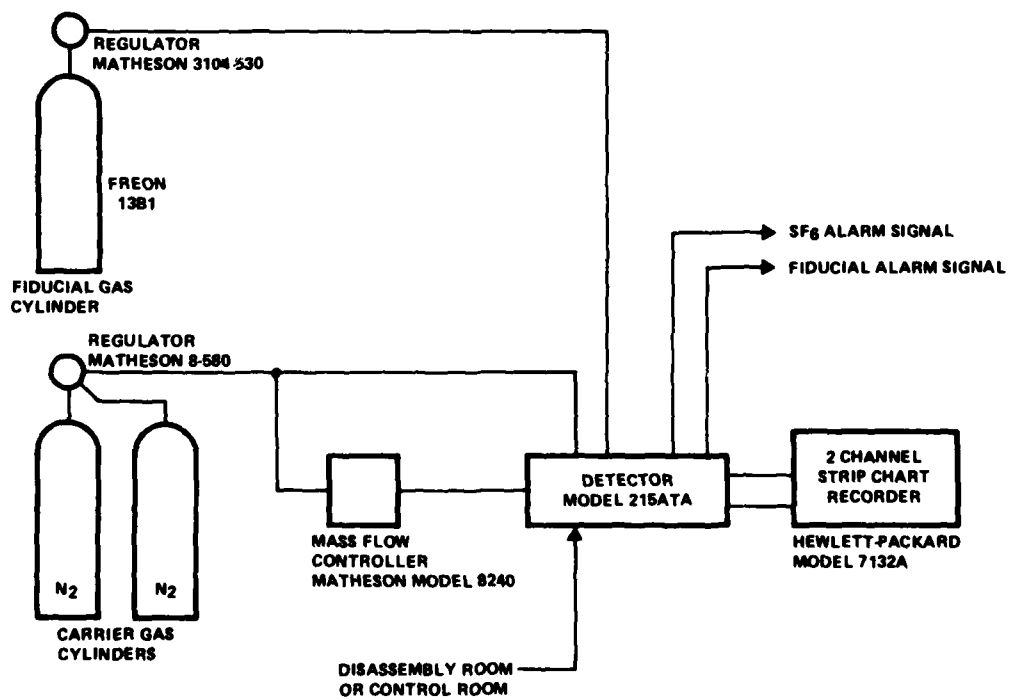 REGULATOR
MATHESON 3104-530
FREON
13B1
FIDUCIAL GAS
CYLINDER
SF6 ALARM SIGNAL
FIDUCIAL ALARM SIGNAL
REGULATOR
MATHESON 8-580
2 CHANNEL
STRIP CHART
RECORDER
DETECTOR
MODEL 215ATA
MASS FLOW
CONTROLLER
MATHESON MODEL 8240
HEWLETT-PACKARD
MODEL 7132A
N2
N2
CARRIER GAS
CYLINDERS
DISASSEMBLY ROOM
OR CONTROL ROOM